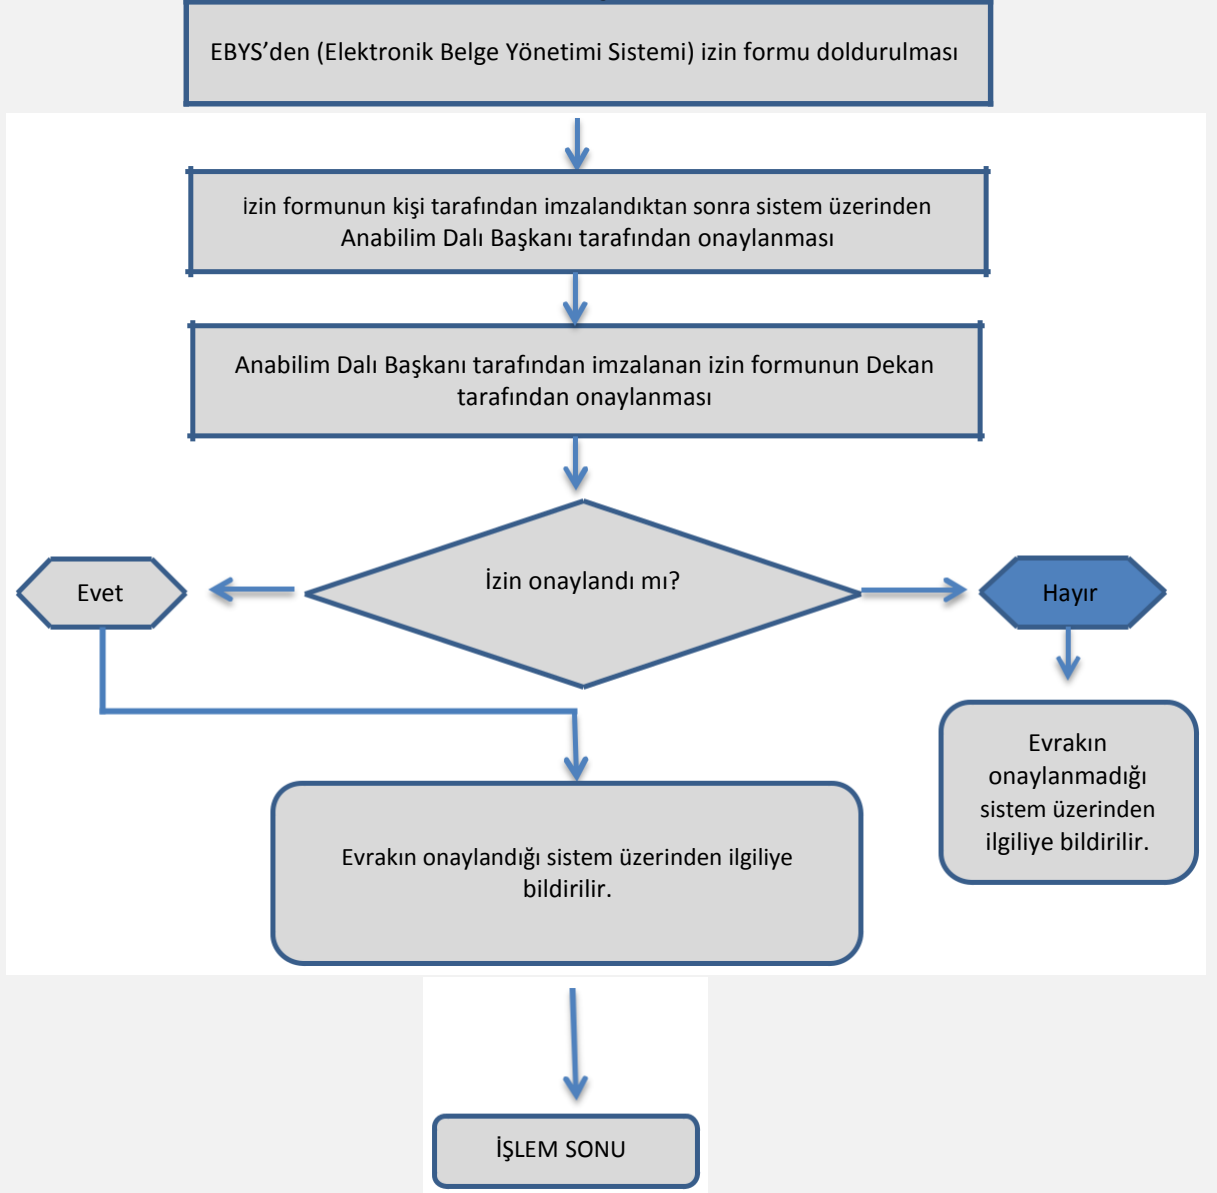 EBYS’den (Elektronik Belge Yönetimi Sistemi) izin formu doldurulması
İzin formunun kişi tarafından imzalandıktan sonra sistem üzerinden
Anabilim Dalı Başkanı tarafından onaylanması
Anabilim Dalı Başkanı tarafından imzalanan izin formunun Dekan
tarafından onaylanması
İzin onaylandı mı?
Evet
Hayır
Evrakın
onaylanmadığı
sistem üzerinden
ilgiliye bildirilir.
Evrakın onaylandığı sistem üzerinden ilgiliye
bildirilir.
İŞLEM SONU